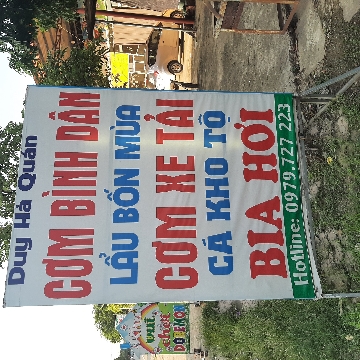 Duy Hà Quán
CƠM BÌNH DÂN
LẨU BỐN MÙA
CƠM XE TẢI
CÁ KHO TỘ
BIA HƠI
Hotline: 0979.727.223